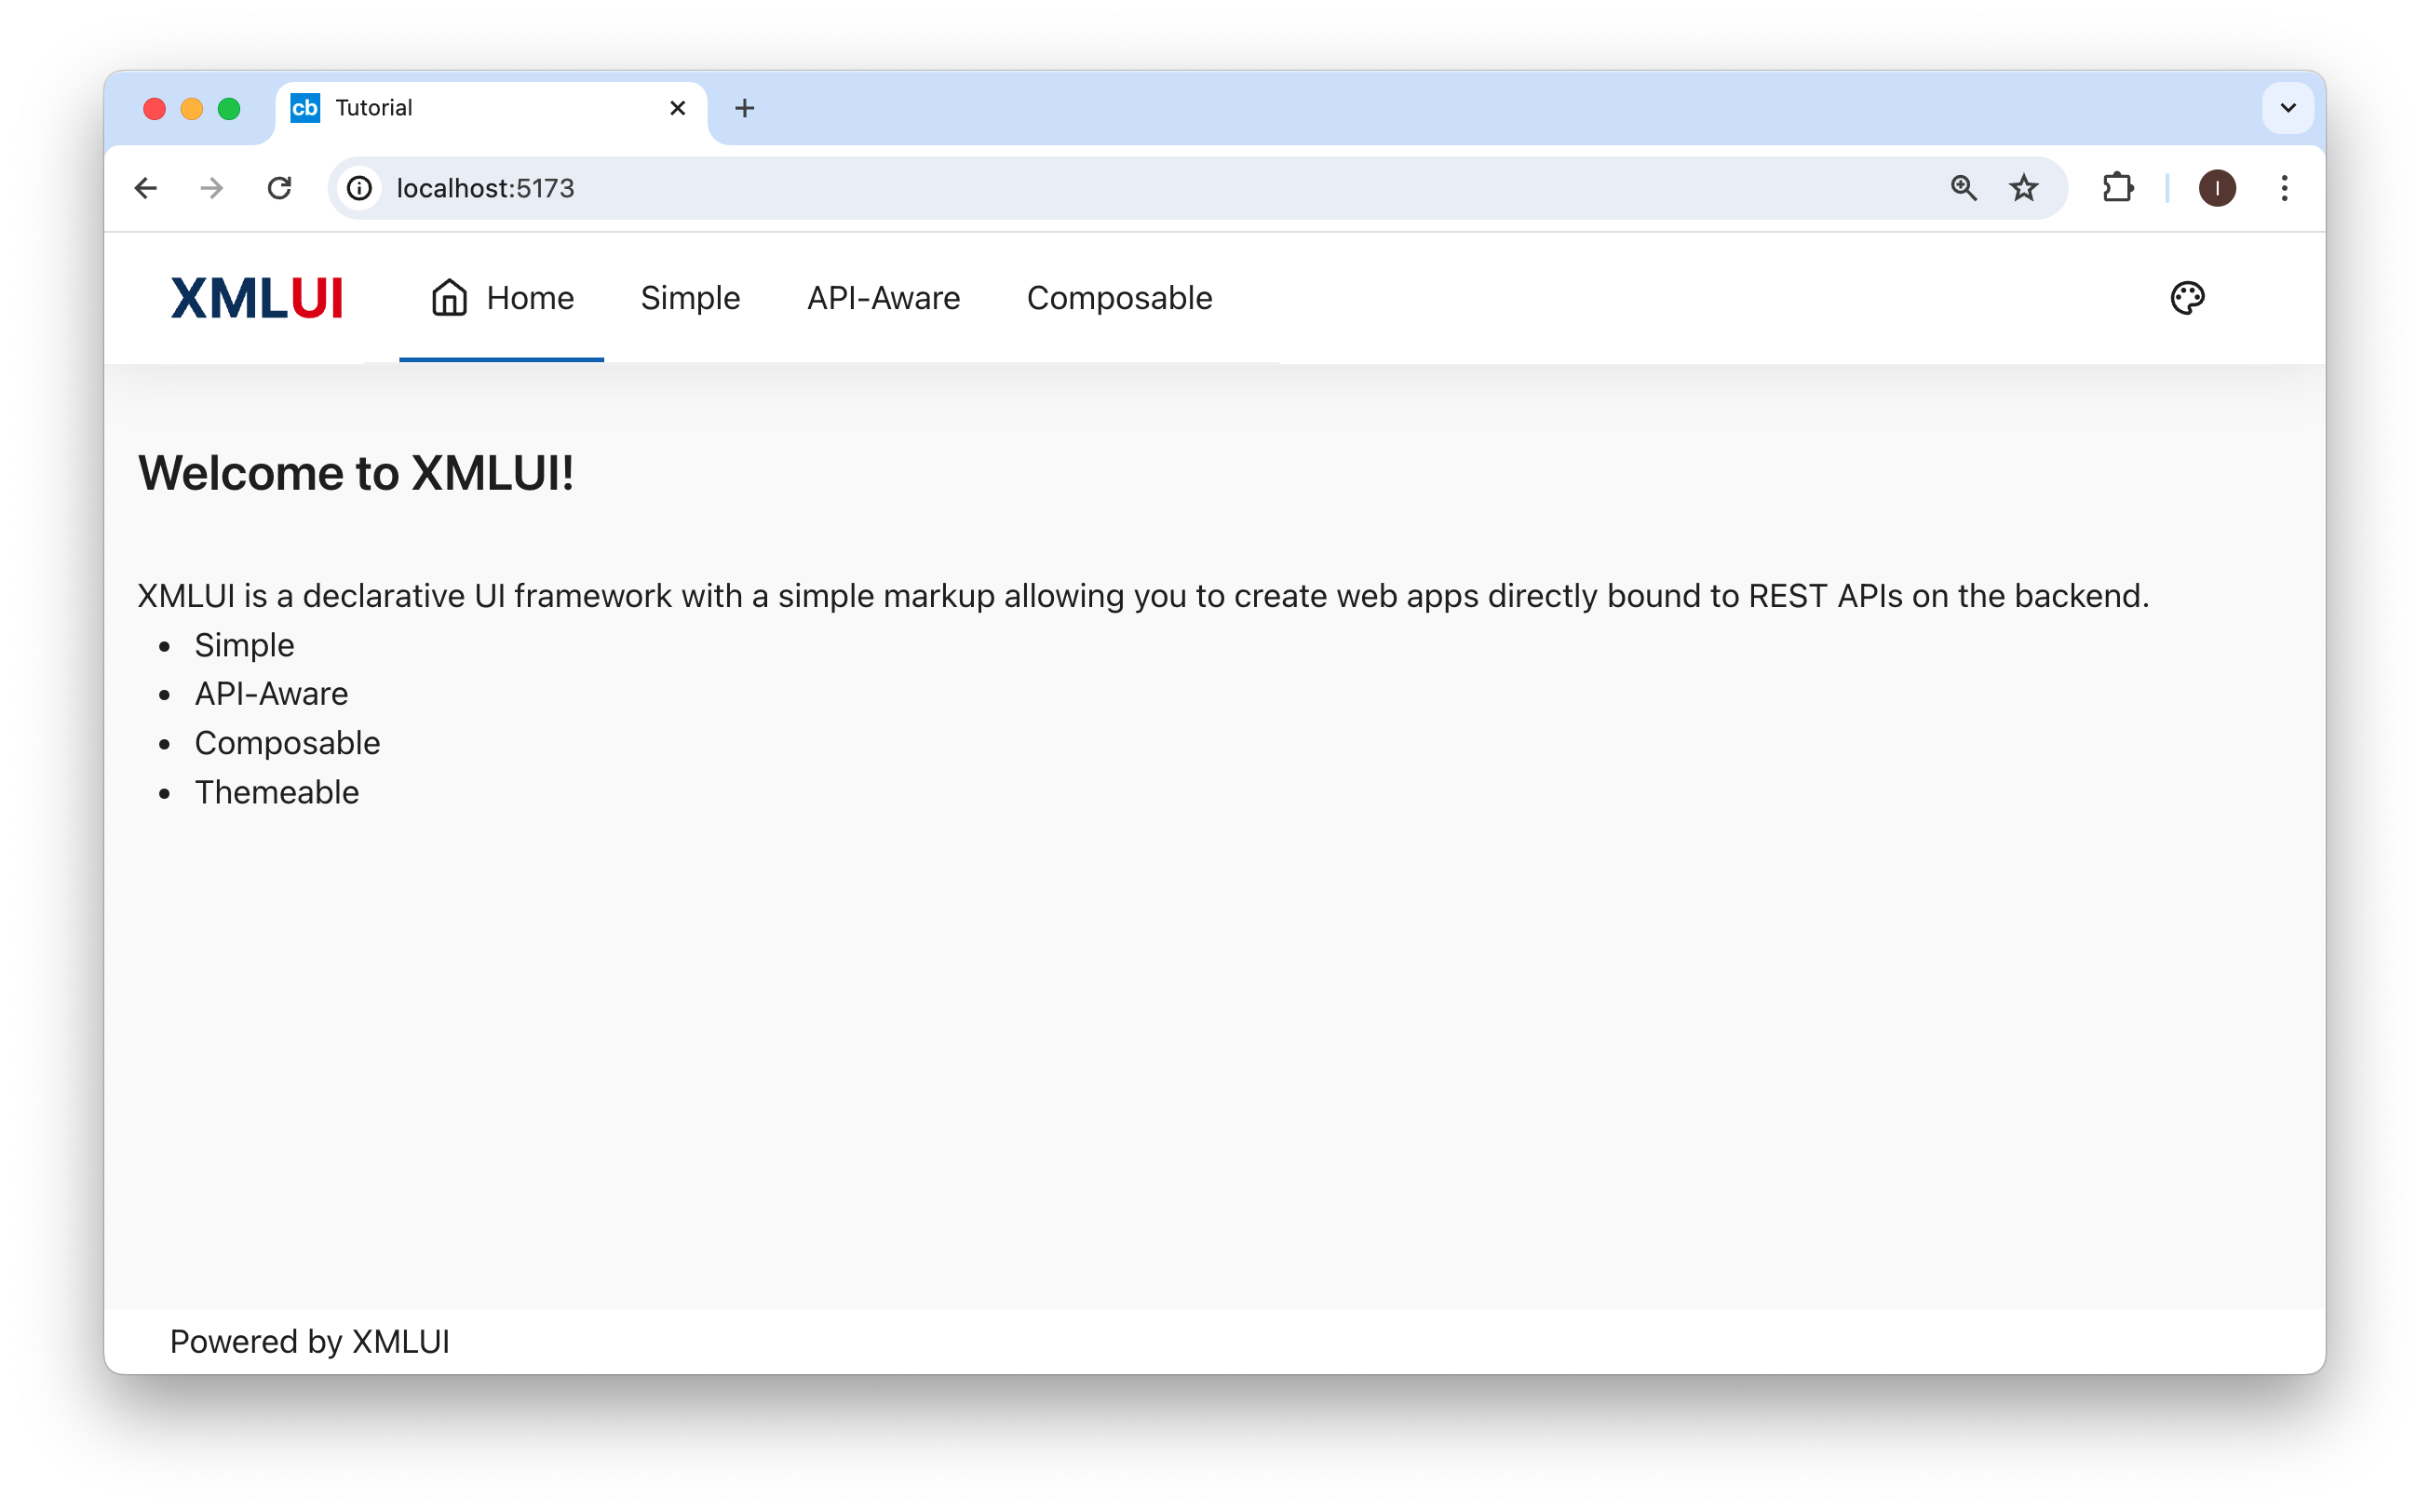 cb Tutorial
localhost:5173
I
XMLUI Home Simple API-Aware Composable
Welcome to XMLUI!
XMLUI is a declarative UI framework with a simple markup allowing you to create web apps directly bound to REST APIs on the backend.
• Simple
• API-Aware
• Composable
• Themeable
Powered by XMLUI